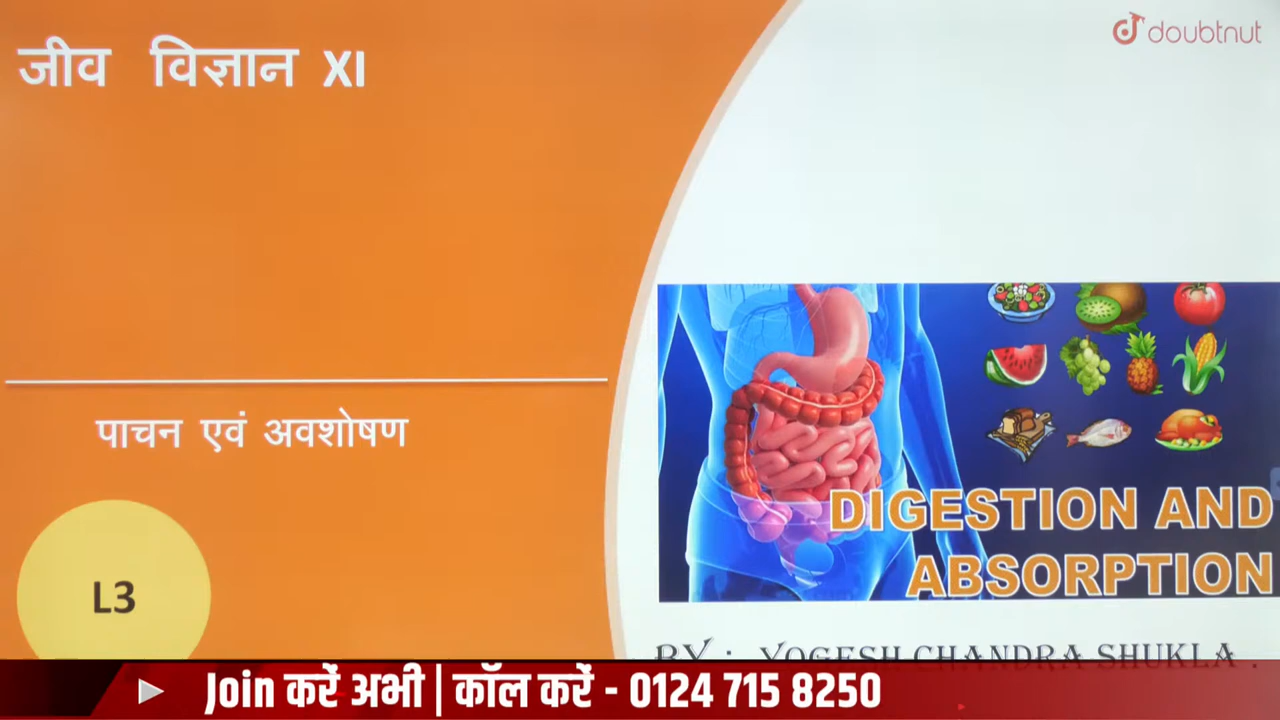 जीव विज्ञान XI
doubtnut
पाचन एवं अवशोषण
L3
DIGESTION AND
ABSORPTION
BY : YOGESH CHANDRA SHUKLA .
Join करें अभी | कॉल करें - 0124 715 8250